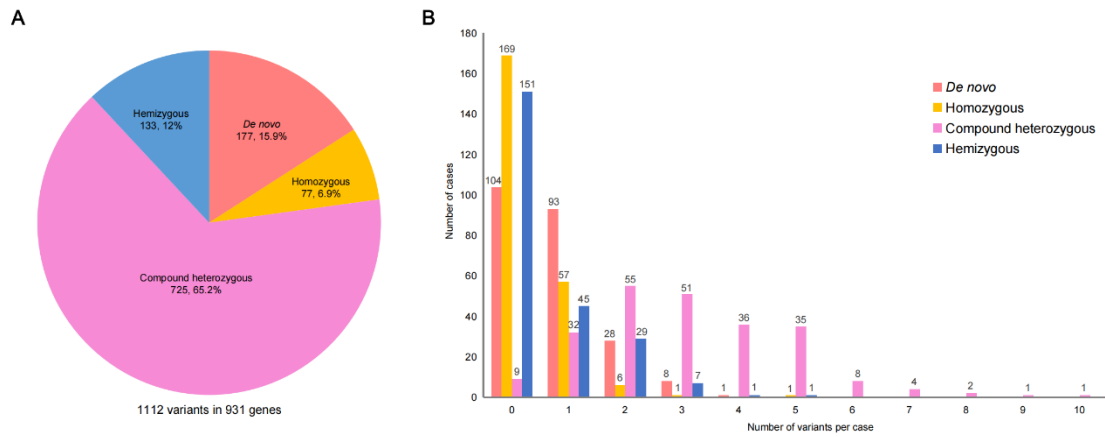 A
Hemizygous
133, 12%
De novo
177, 15.9%
Homozygous
77, 6.9%
Compound heterozygous
725, 65.2%
1112 variants in 931 genes
B
Number of cases
180
160
140
120
100
80
60
40
20
0
104
169
9
151
93
57
32
45
28
6
55
29
8
1
51
7
1
36
1
1
35
1
8
4
2
1
1
0 1 2 3 4 5 6 7 8 9 10
Number of variants per case
De novo
Homozygous
Compound heterozygous
Hemizygous